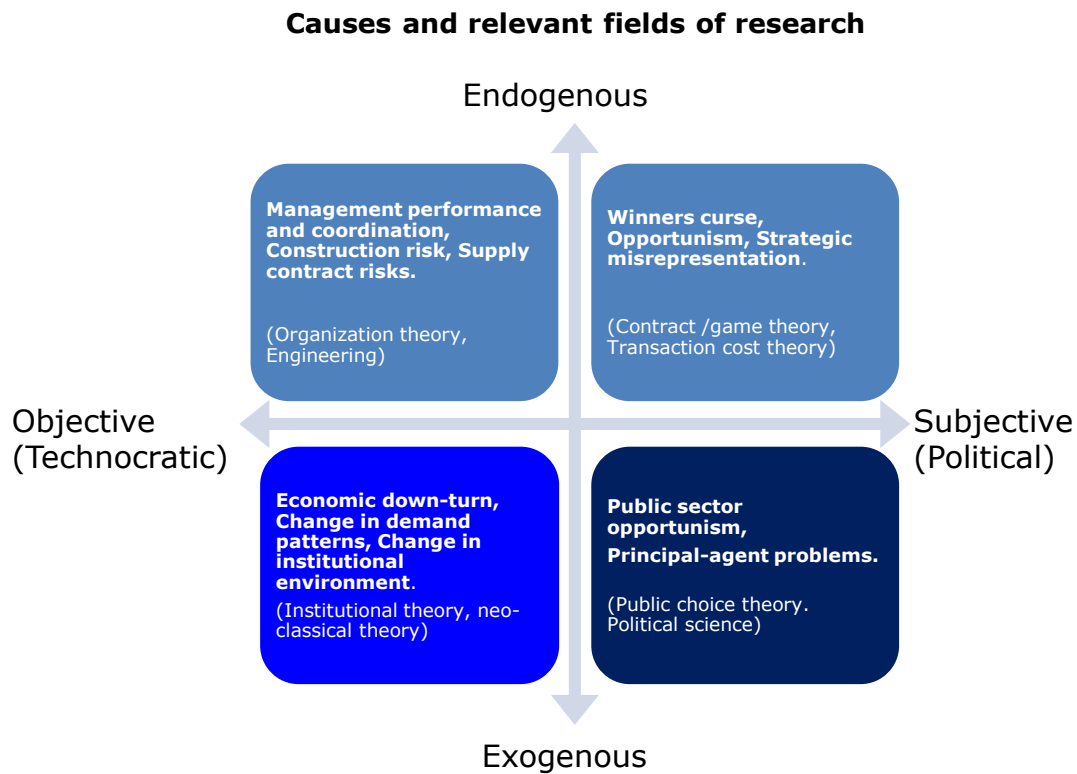 Causes and relevant fields of research
Endogenous
Management performance
and coordination,
Construction risk, Supply
contract risks.
(Organization theory,
Engineering)
Winners curse,
Opportunism, Strategic
misrepresentation.
(Contract /game theory,
Transaction cost theory)
Objective
(Technocratic)
Subjective
(Political)
Economic down-turn,
Change in demand
patterns, Change in
institutional
environment.
(Institutional theory, neo-
classical theory)
Public sector
opportunism,
Principal-agent problems.
(Public choice theory.
Political science)
Exogenous